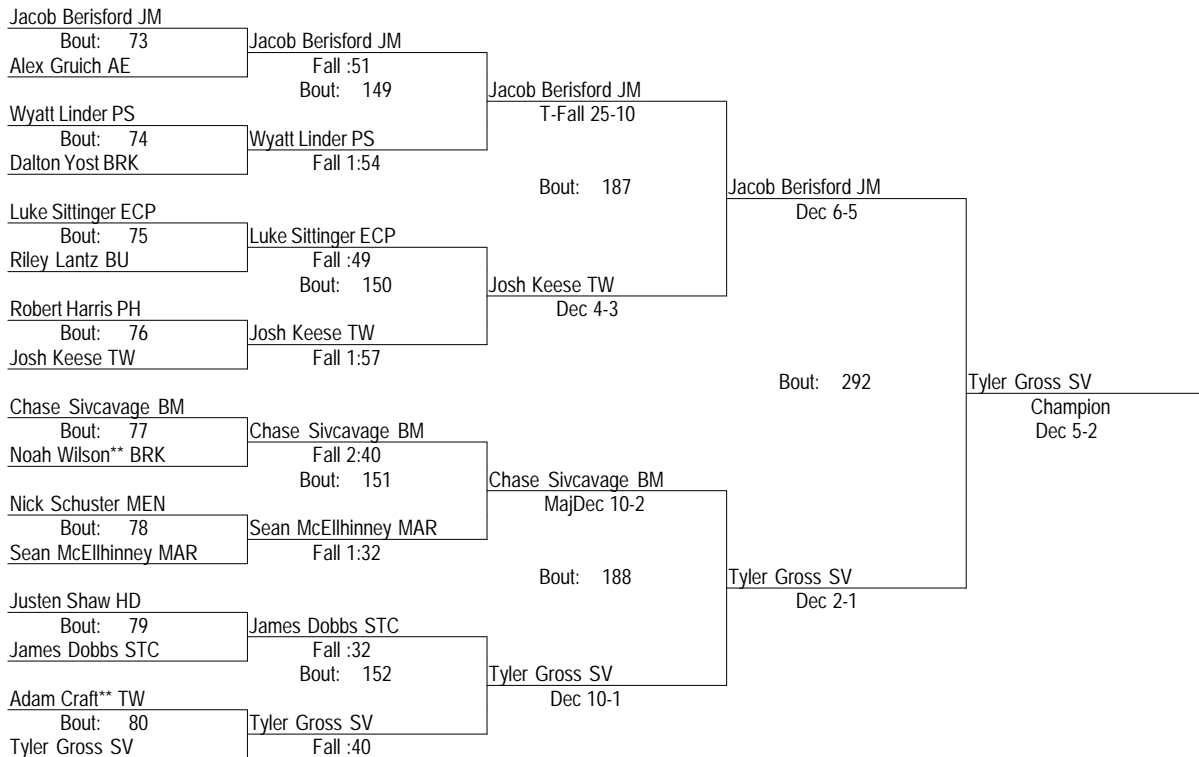 Jacob Berisford JM
Bout: 73
Alex Gruich AE
Wyatt Linder PS
Bout: 74
Dalton Yost BRK
Luke Sittinger ECP
Bout: 75
Riley Lantz BU
Robert Harris PH
Bout: 76
Josh Keese TW
Chase Sivcavage BM
Bout: 77
Noah Wilson** BRK
Nick Schuster MEN
Bout: 78
Sean McEllhinney MAR
Justen Shaw HD
Bout: 79
James Dobbs STC
Adam Craft** TW
Bout: 80
Tyler Gross SV
Jacob Berisford JM
Fall :51
Bout: 149
Wyatt Linder PS
Fall 1:54
Luke Sittinger ECP
Fall :49
Bout: 150
Josh Keese TW
Fall 1:57
Chase Sivcavage BM
Fall 2:40
Bout: 151
Sean McEllhinney MAR
Fall 1:32
James Dobbs STC
Fall :32
Bout: 152
Tyler Gross SV
Fall :40
Jacob Berisford JM
T-Fall 25-10
Bout: 187
Josh Keese TW
Dec 4-3
Chase Sivcavage BM
MajDec 10-2
Bout: 188
Tyler Gross SV
Dec 10-1
Jacob Berisford JM
Dec 6-5
Bout: 292
Tyler Gross SV
Dec 2-1
Tyler Gross SV
Champion
Dec 5-2